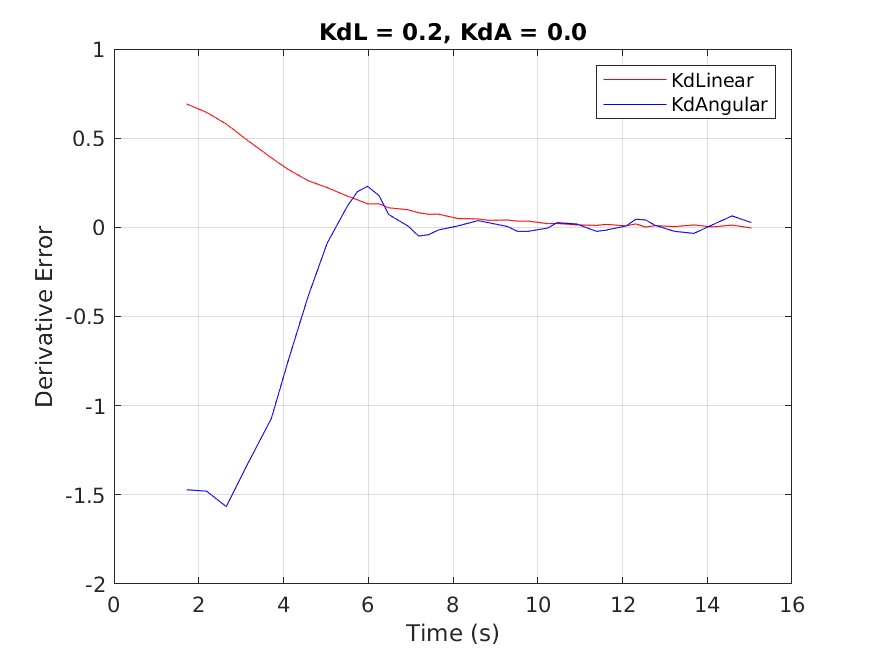 KdL = 0.2, KdA = 0.0
KdLinear
KdAngular
1
0.5
0
-0.5
-1
-1.5
-2
Derivative Error
0 2 4 6 8 10 12 14 16
Time (s)